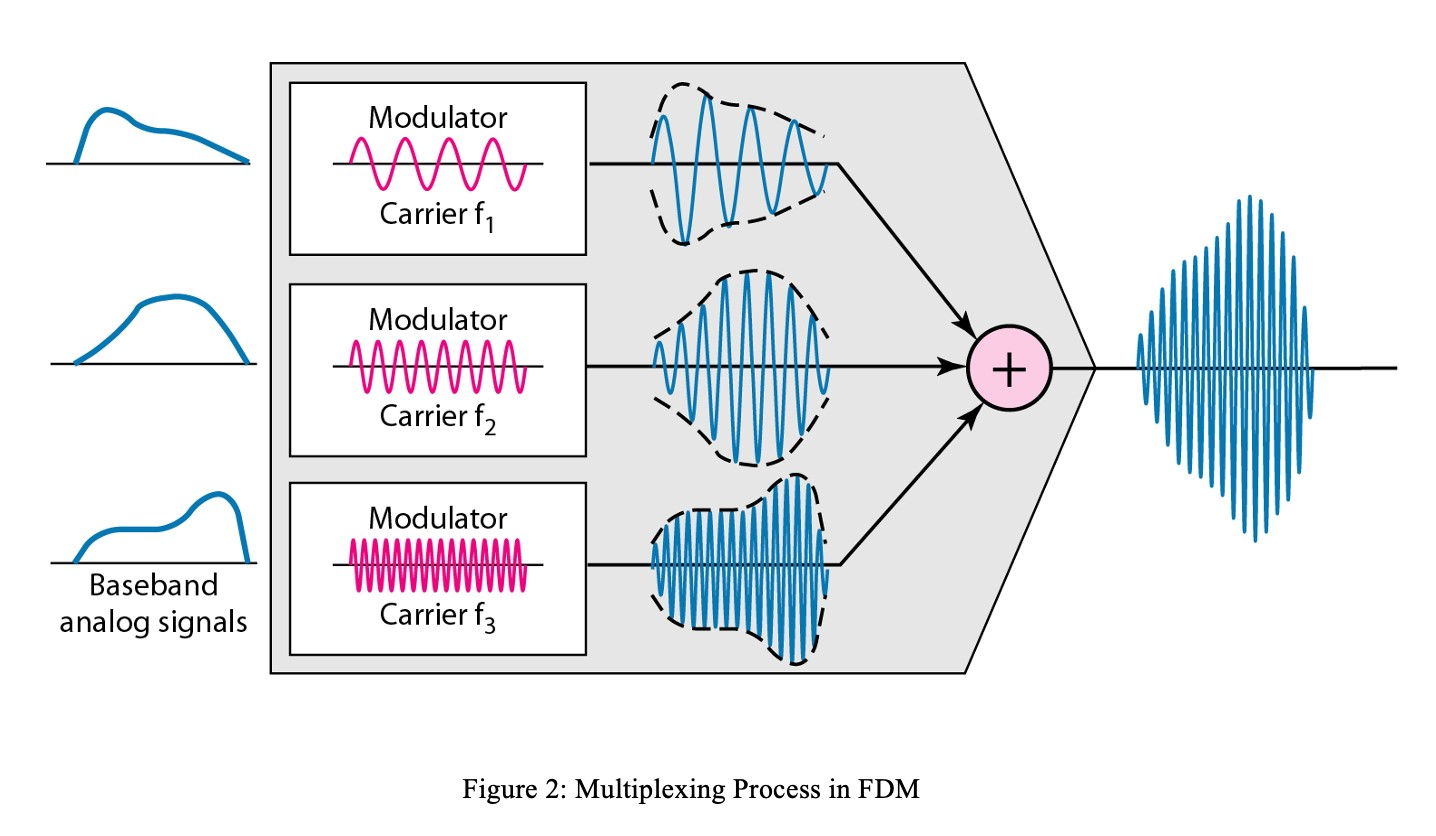 Modulator
Carrier f1
Modulator
Carrier f2
Modulator
Carrier f3
Baseband
analog signals
+
Figure 2: Multiplexing Process in FDM